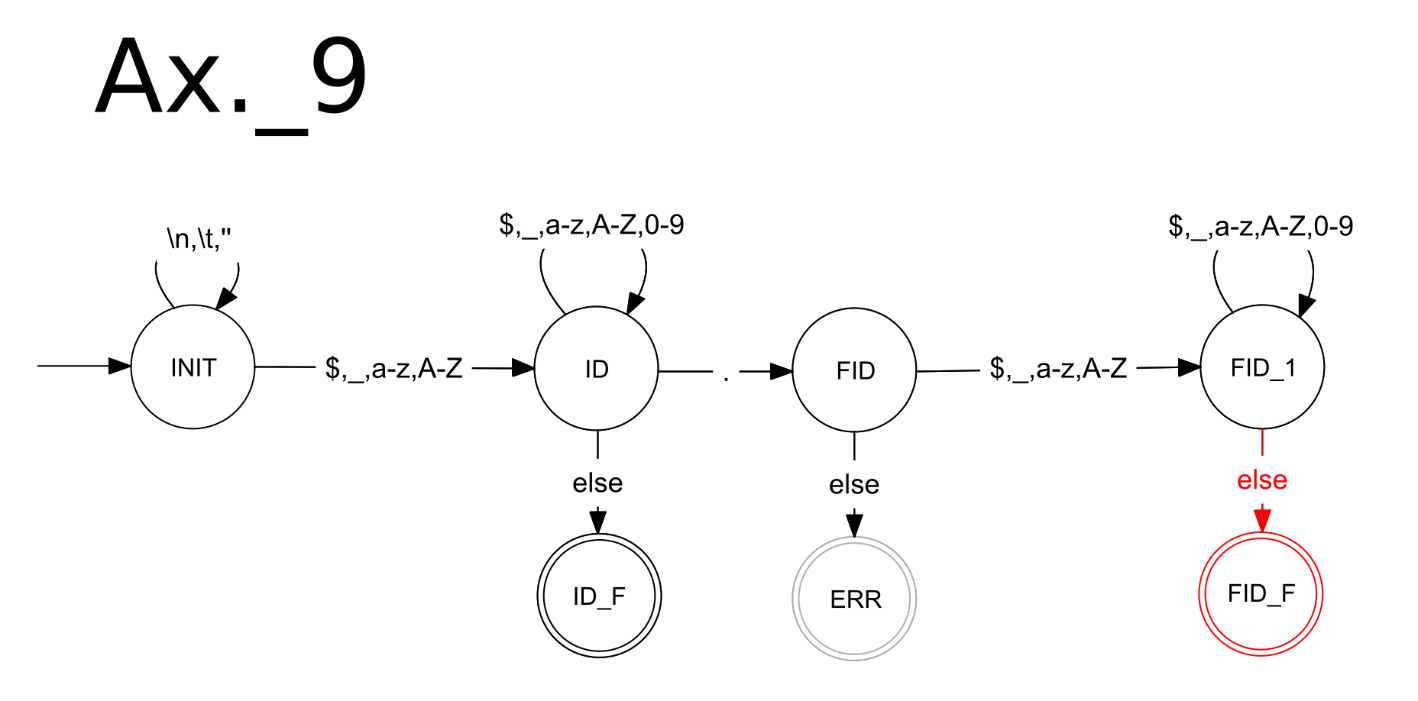 Ax._9
\n,\t,"
$,_,a-z,A-Z,0-9
$,_,a-z,A-Z,0-9
INIT
$,_,a-z,A-Z
ID
.
FID
$,_,a-z,A-Z
FID_1
else
else
else
ID_F
ERR
FID_F